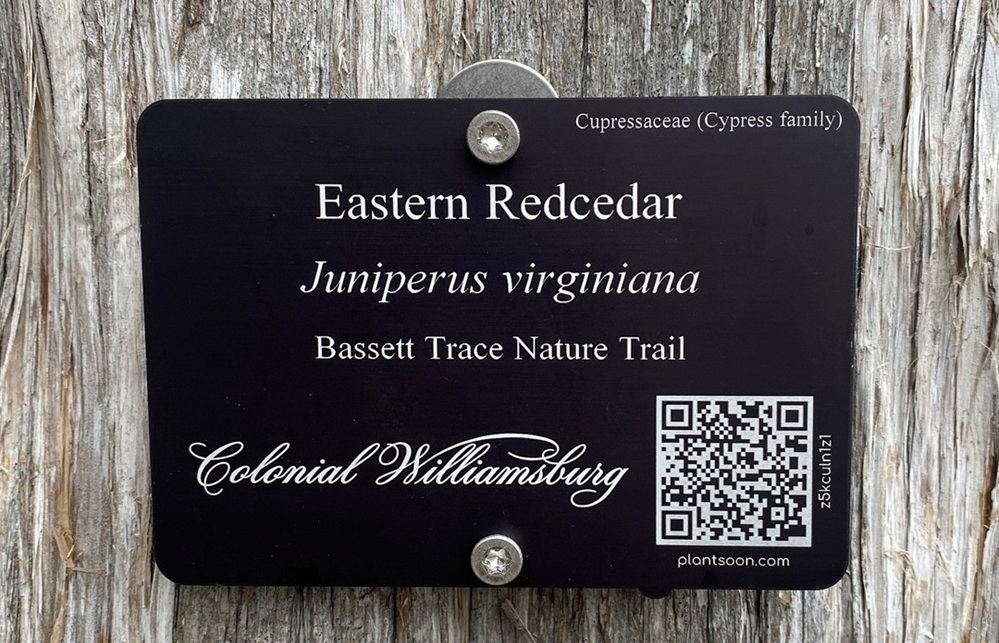 Cupressaceae (Cypress family)
Eastern Redcedar
Juniperus virginiana
Bassett Trace Nature Trail
Colonial Williamsburg
z5kculn1z1
plantsoon.com